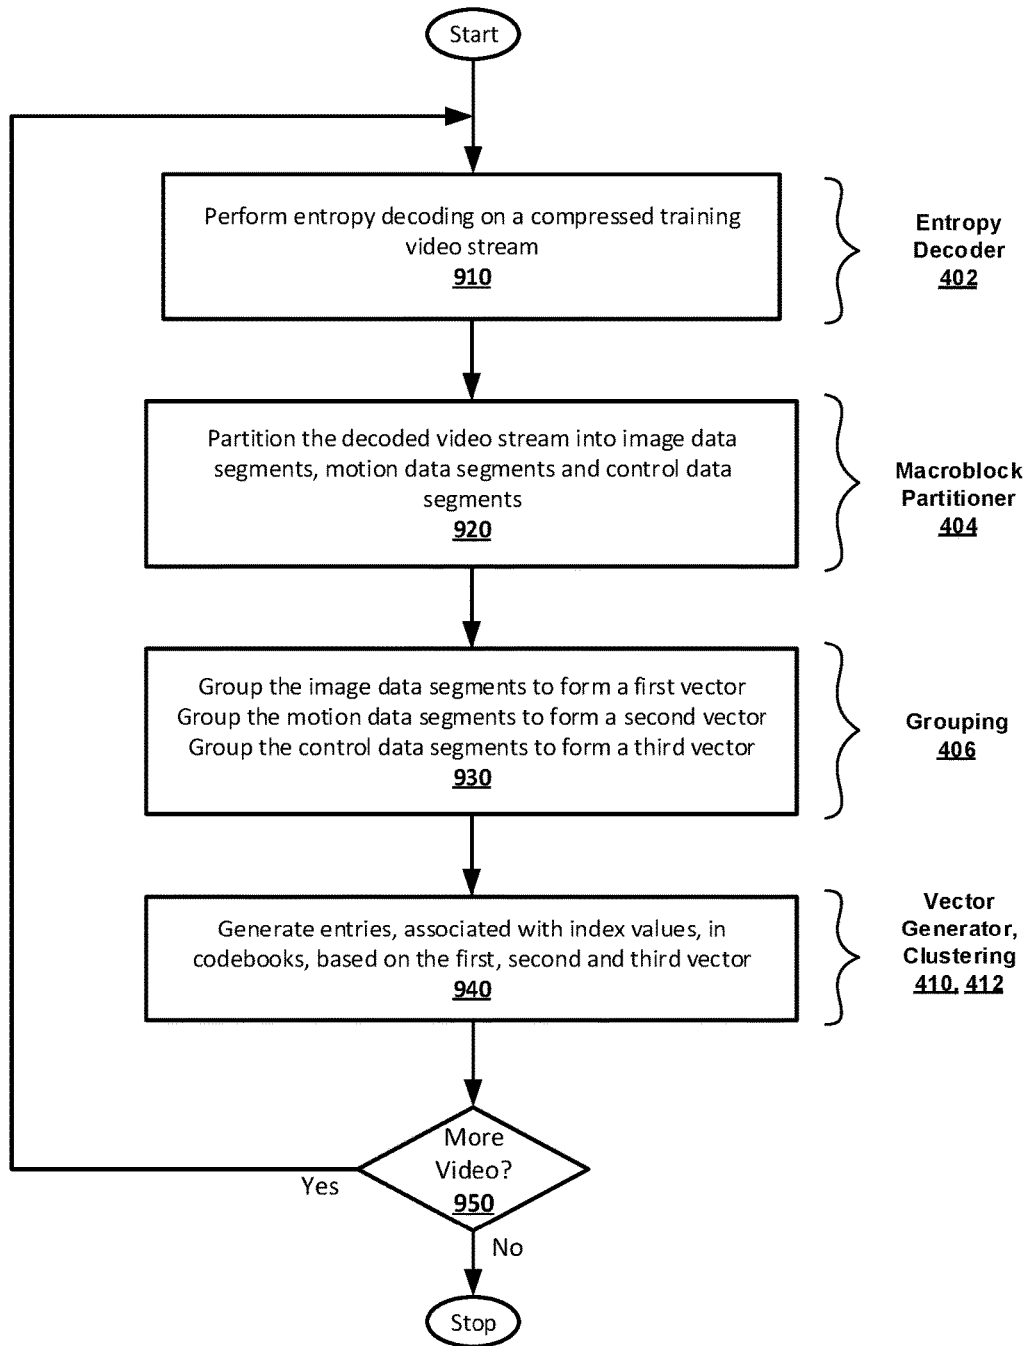 Start
Perform entropy decoding on a compressed training
video stream
910
Entropy
Decoder
402
Partition the decoded video stream into image data
segments, motion data segments and control data
segments
920
Macroblock
Partitioner
404
Group the image data segments to form a first vector
Group the motion data segments to form a second vector
Group the control data segments to form a third vector
930
Grouping
406
Generate entries, associated with index values, in
codebooks, based on the first, second and third vector
940
Vector
Generator,
Clustering
410, 412
More
Video?
950
Yes
No
Stop